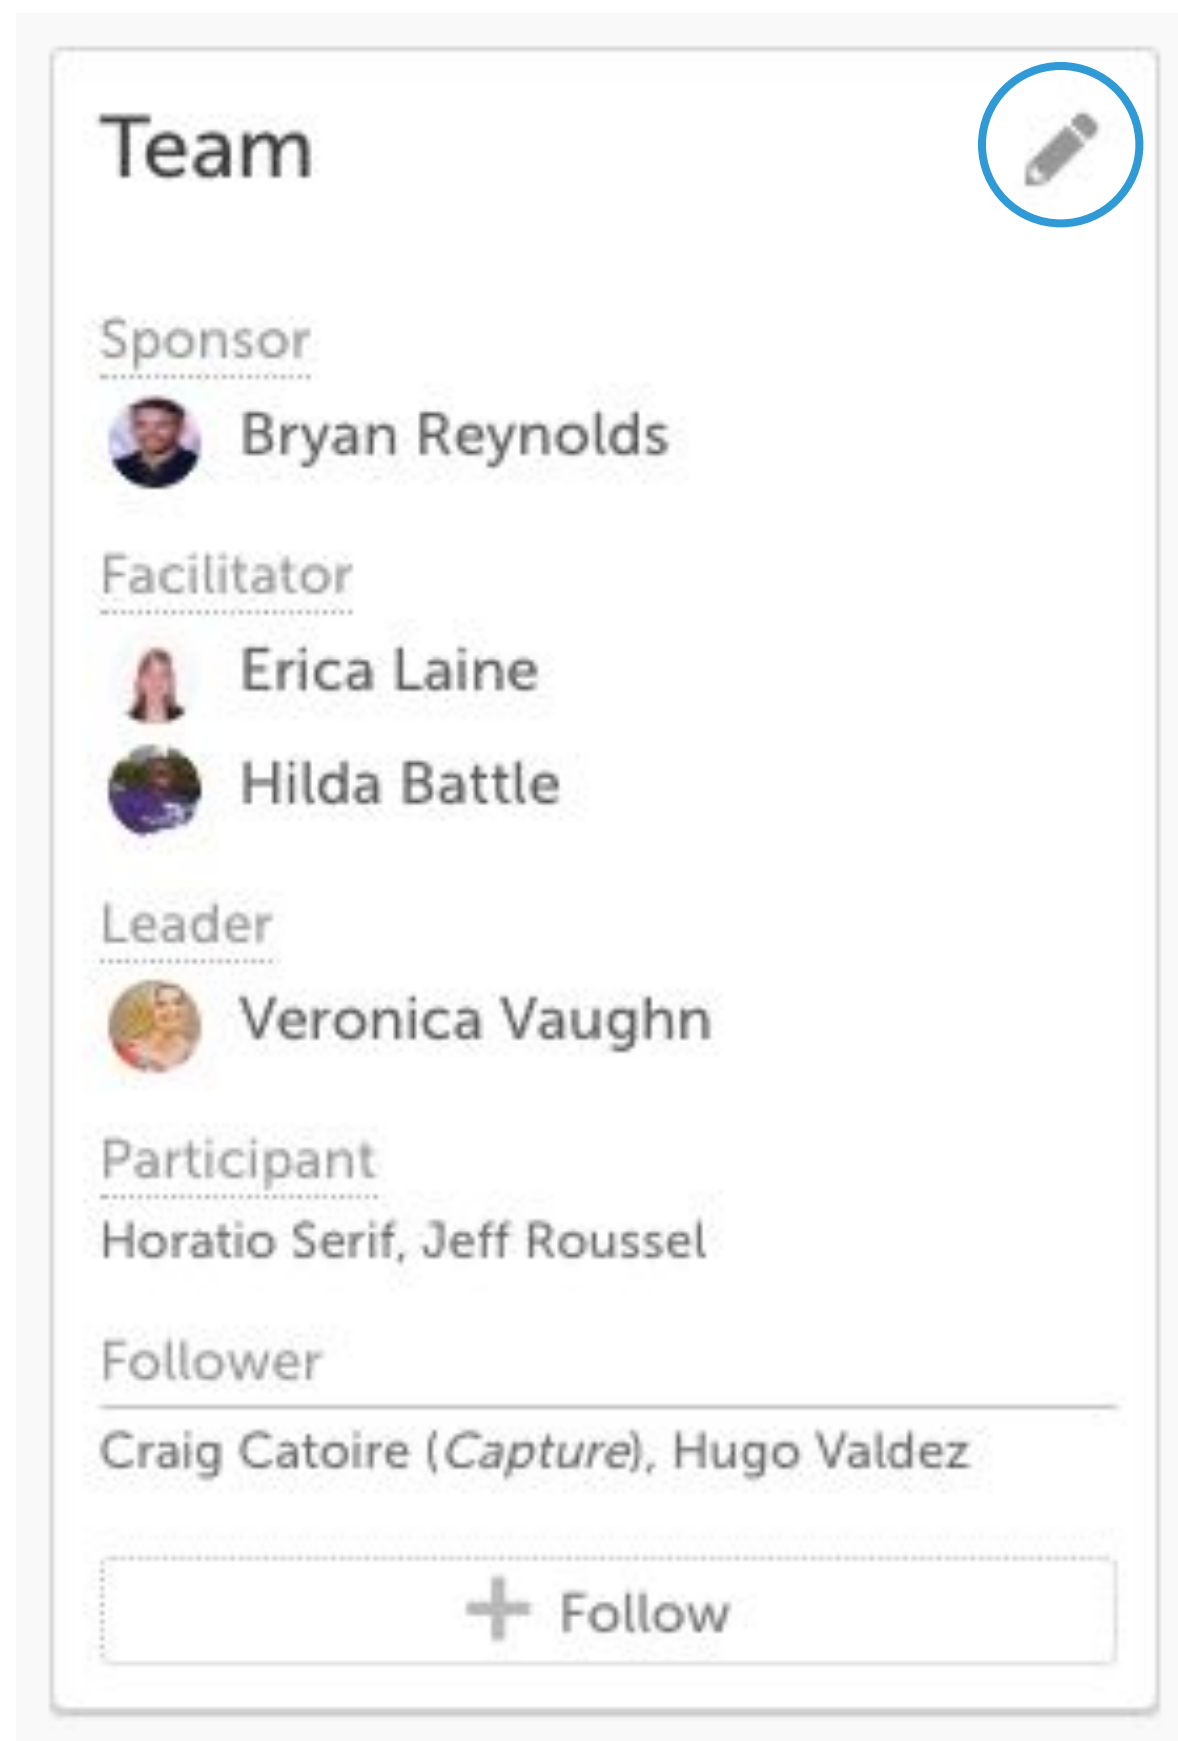 Team
Sponsor
Bryan Reynolds
Facilitator
Erica Laine
Hilda Battle
Leader
Veronica Vaughn
Participant
Horatio Serif, Jeff Roussel
Follower
Craig Catoire (Capture), Hugo Valdez
Follow